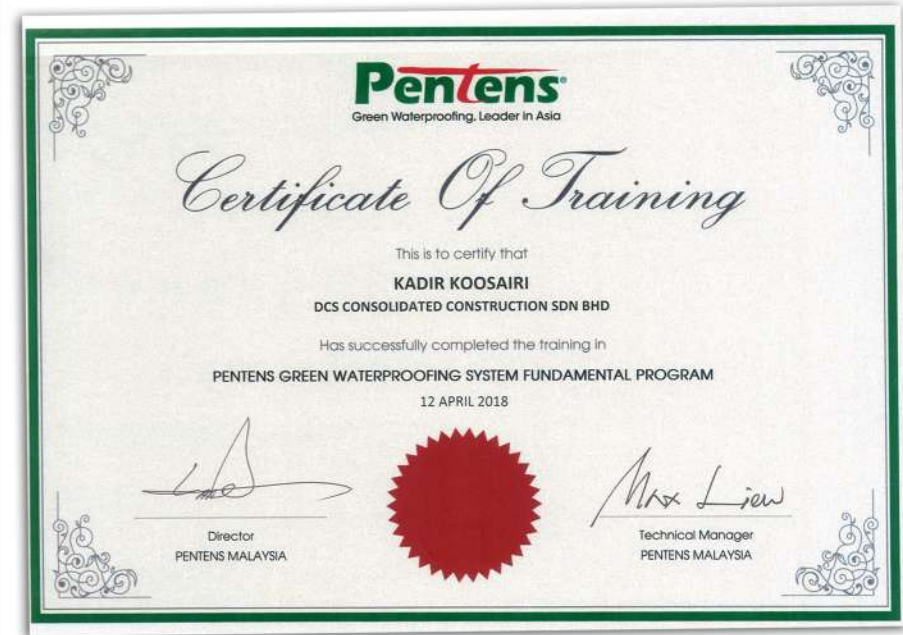 Pentens®
Green Waterproofing, Leader in Asia
Certificate Of Training
This is to certify that
KADIR KOOSAIRI
DCS CONSOLIDATED CONSTRUCTION SDN BHD
Has successfully completed the training in
PENTENS GREEN WATERPROOFING SYSTEM FUNDAMENTAL PROGRAM
12 APRIL 2018
Max Liew
Director
Technical Manager
PENTENS MALAYSIA
PENTENS MALAYSIA